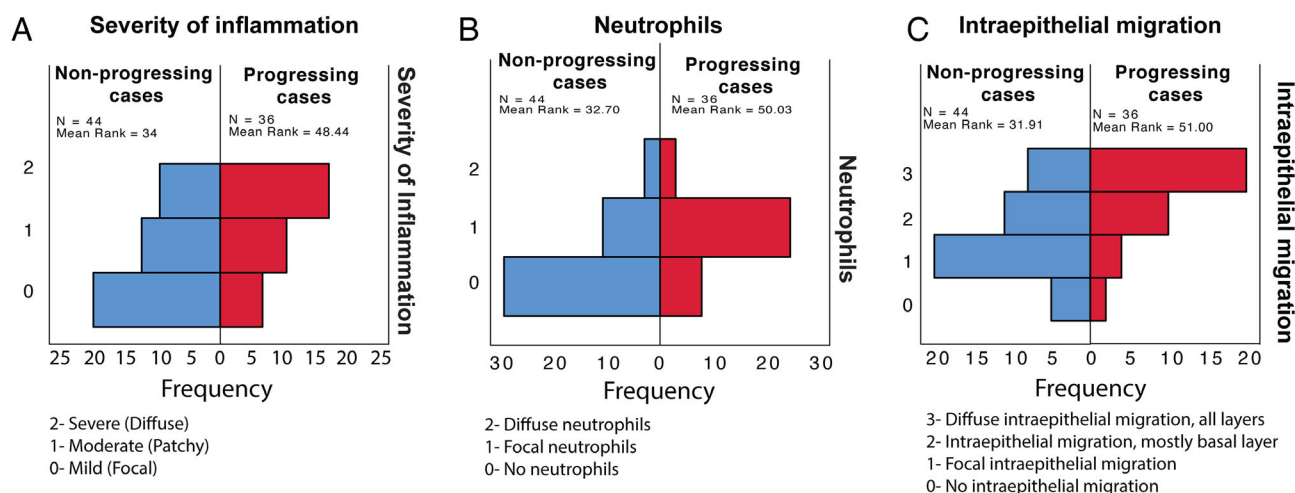 A
Severity of inflammation
Non-progressing
cases
N = 44
Mean Rank = 34
Progressing
cases
N = 36
Mean Rank = 48.44
Severity of Inflammation
2
1
0
25 20 15 10 5 0 5 10 15 20 25
Frequency
2- Severe (Diffuse)
1- Moderate (Patchy)
0- Mild (Focal)
B
Neutrophils
Non-progressing
cases
N = 44
Mean Rank = 32.70
Progressing
cases
N = 36
Mean Rank = 50.03
Neutrophils
2
1
0
30 20 10 0 10 20 30
Frequency
2- Diffuse neutrophils
1- Focal neutrophils
0- No neutrophils
C
Intraepithelial migration
Non-progressing
cases
N = 44
Mean Rank = 31.91
Progressing
cases
N = 36
Mean Rank = 51.00
Intraepithelial migration
3
2
1
0
20 15 10 5 0 5 10 15 20
Frequency
3- Diffuse intraepithelial migration, all layers
2- Intraepithelial migration, mostly basal layer
1- Focal intraepithelial migration
0- No intraepithelial migration